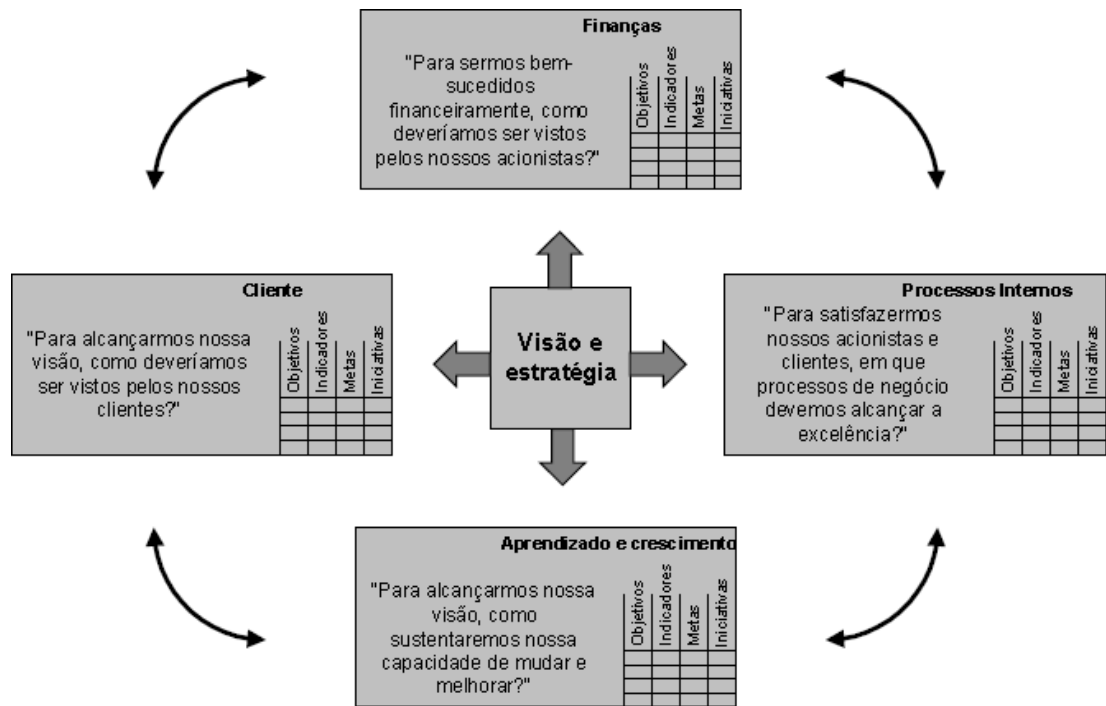 Finanças
"Para sermos bem-
sucedidos
financeiramente, como
deveríamos ser vistos
pelos nossos acionistas?"
Objetivos
Indicadores
Metas
Iniciativas
Cliente
"Para alcançarmos nossa
visão, como deveríamos
ser vistos pelos nossos
clientes?"
Objetivos
Indicadores
Metas
Iniciativas
Visão e
estratégia
Processos Internos
"Para satisfazermos
nossos acionistas e
clientes, em que
processos de negócio
devemos alcançar a
excelência?"
Objetivos
Indicadores
Metas
Iniciativas
Aprendizado e crescimento
"Para alcançarmos nossa
visão, como
sustentaremos nossa
capacidade de mudar e
melhorar?"
Objetivos
Indicadores
Metas
Iniciativas